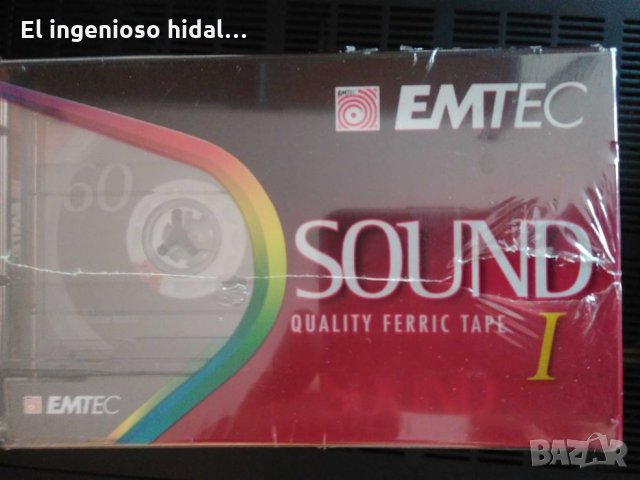 El ingenioso hidal...
EMTEC
60
SOUND
QUALITY FERRIC TAPE I
EMTEC
BAZAR